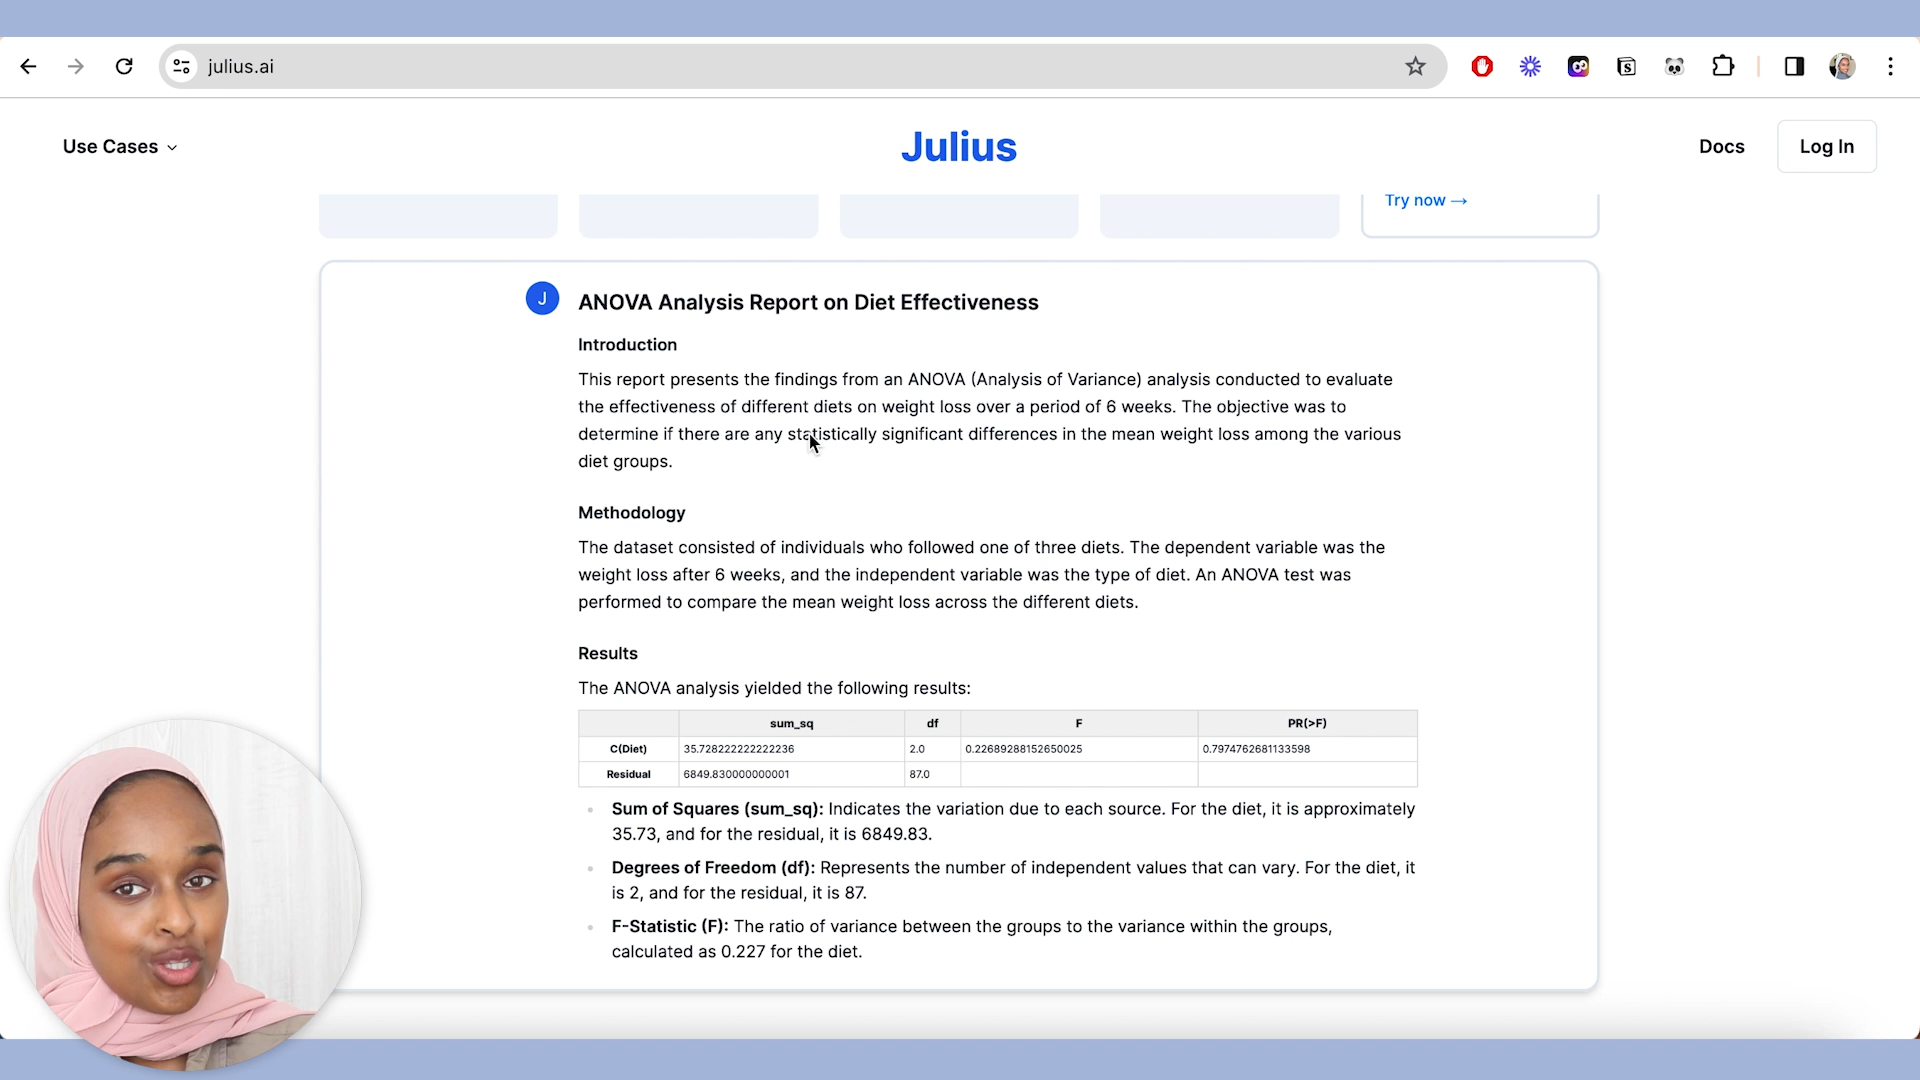 julius.ai
Use Cases
Julius
Docs
Log In
Try now →
J
ANOVA Analysis Report on Diet Effectiveness
Introduction
This report presents the findings from an ANOVA (Analysis of Variance) analysis conducted to evaluate
the effectiveness of different diets on weight loss over a period of 6 weeks. The objective was to
determine if there are any statistically significant differences in the mean weight loss among the various
diet groups.
Methodology
The dataset consisted of individuals who followed one of three diets. The dependent variable was the
weight loss after 6 weeks, and the independent variable was the type of diet. An ANOVA test was
performed to compare the mean weight loss across the different diets.
Results
The ANOVA analysis yielded the following results:
sum_sq df F PR(>F)
C(Diet) 35.728222222222236 2.0 0.22689288152650025 0.7974762681133598
Residual 6849.830000000001 87.0
Sum of Squares (sum_sq): Indicates the variation due to each source. For the diet, it is approximately
35.73, and for the residual, it is 6849.83.
Degrees of Freedom (df): Represents the number of independent values that can vary. For the diet, it
is 2, and for the residual, it is 87.
F-Statistic (F): The ratio of variance between the groups to the variance within the groups,
calculated as 0.227 for the diet.